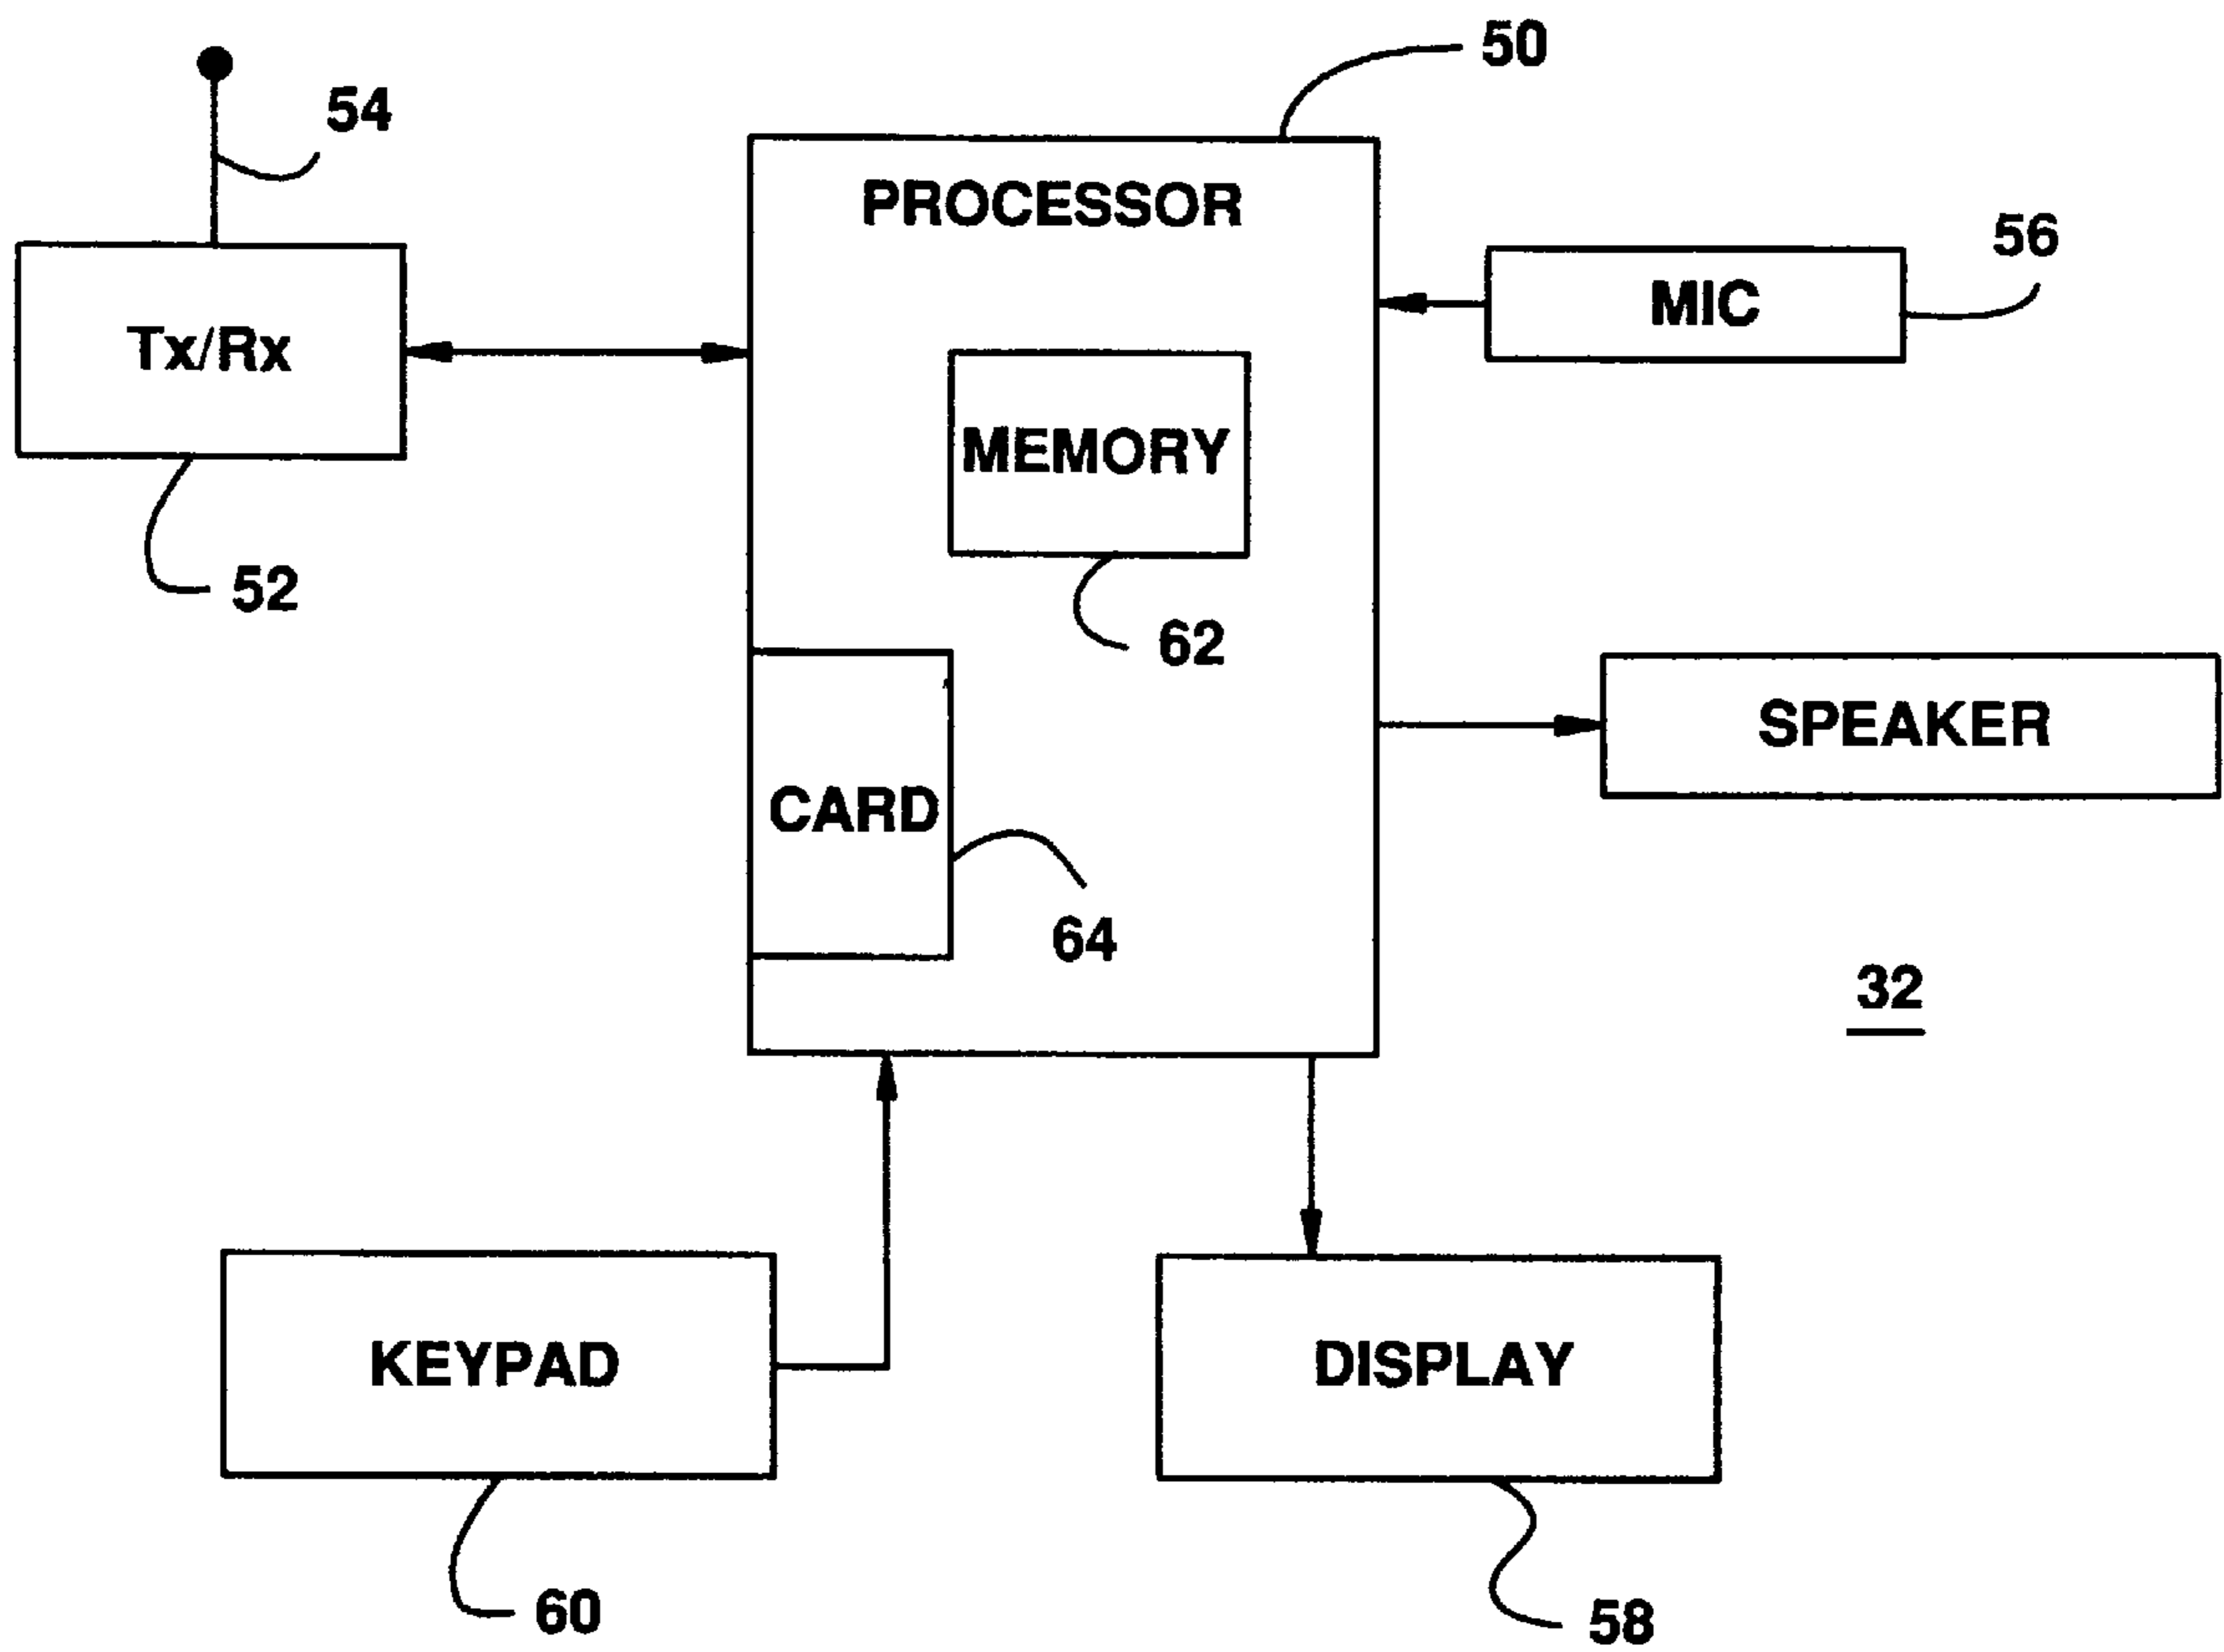 50
54
PROCESSOR
56
MIC
Tx/Rx
MEMORY
52
62
SPEAKER
CARD
64
32
KEYPAD
DISPLAY
60
58